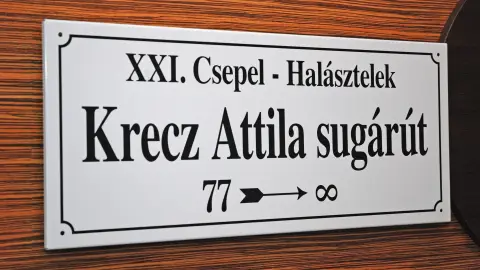 XXI. Csepel - Halásztelek
Krecz Attila sugárút
77 ➳ ∞